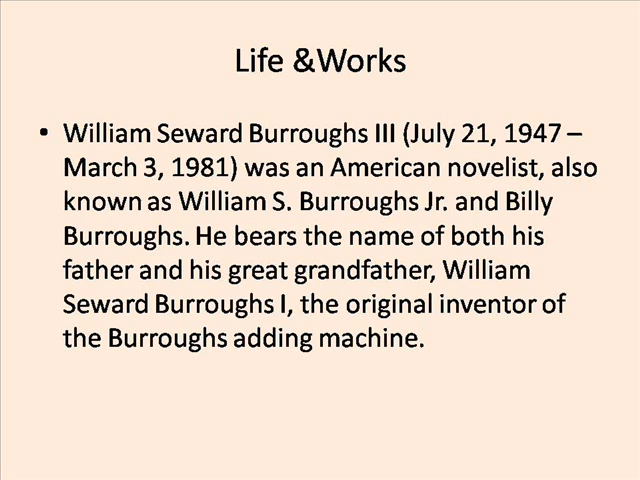 Life &Works
• William Seward Burroughs III (July 21, 1947 –
March 3, 1981) was an American novelist, also
known as William S. Burroughs Jr. and Billy
Burroughs. He bears the name of both his
father and his great grandfather, William
Seward Burroughs I, the original inventor of
the Burroughs adding machine.